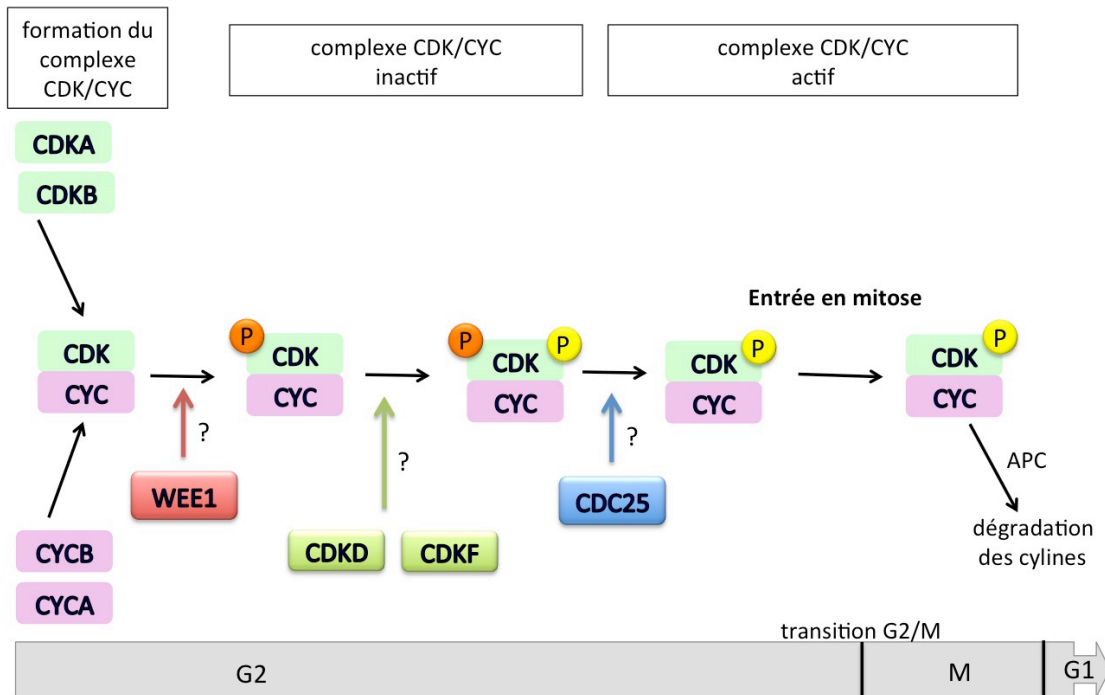 formation du
complexe
CDK/CYC
complexe CDK/CYC
inactif
complexe CDK/CYC
actif
CDKA
CDKB
Entrée en mitose
P
CDK
CYC
P
CDK
CYC
P
P
CDK
CYC
P
CDK
CYC
CDK
CYC
?
?
?
WEE1
CDKD
CDKF
CDC25
APC
dégradation
des cylines
CYCB
CYCA
transition G2/M
G2
M
G1